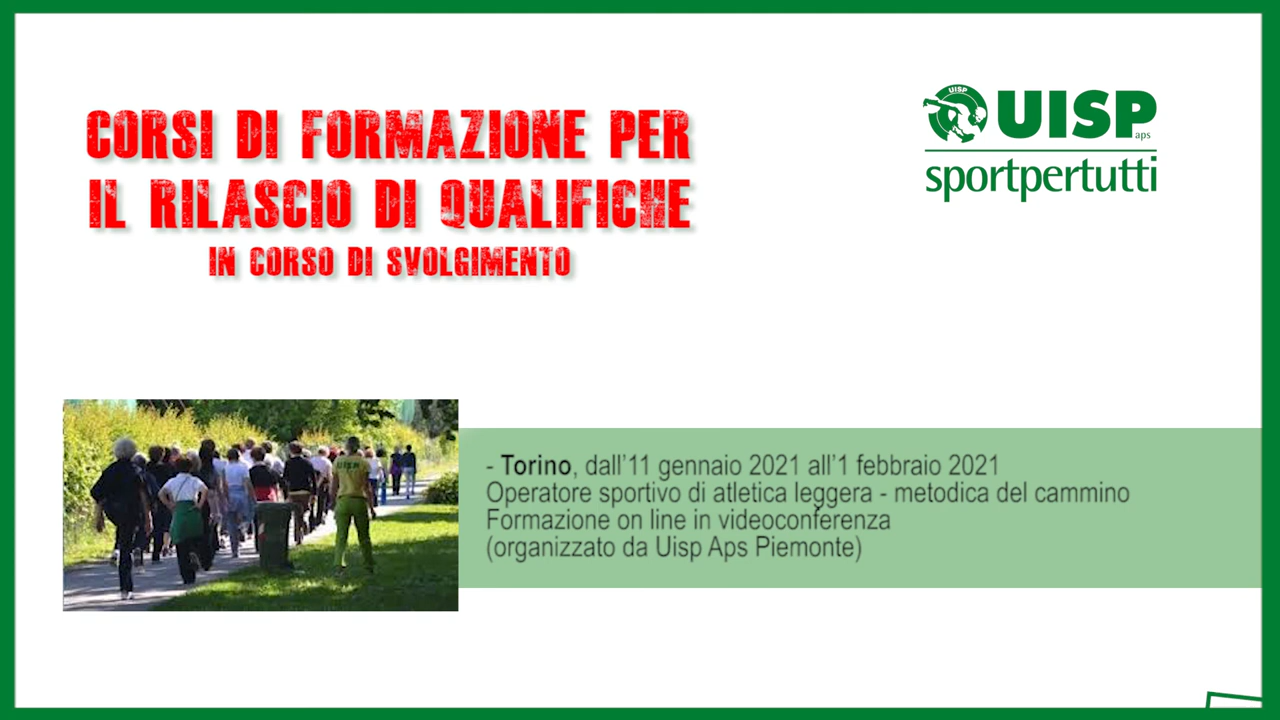 CORSI DI FORMAZIONE PER
IL RILASCIO DI QUALIFICHE
IN CORSO DI SVOLGIMENTO
UISP
UISP
aps
sportpertutti
UISP
- Torino, dall'11 gennaio 2021 all'1 febbraio 2021
Operatore sportivo di atletica leggera - metodica del cammino
Formazione on line in videoconferenza
(organizzato da Uisp Aps Piemonte)